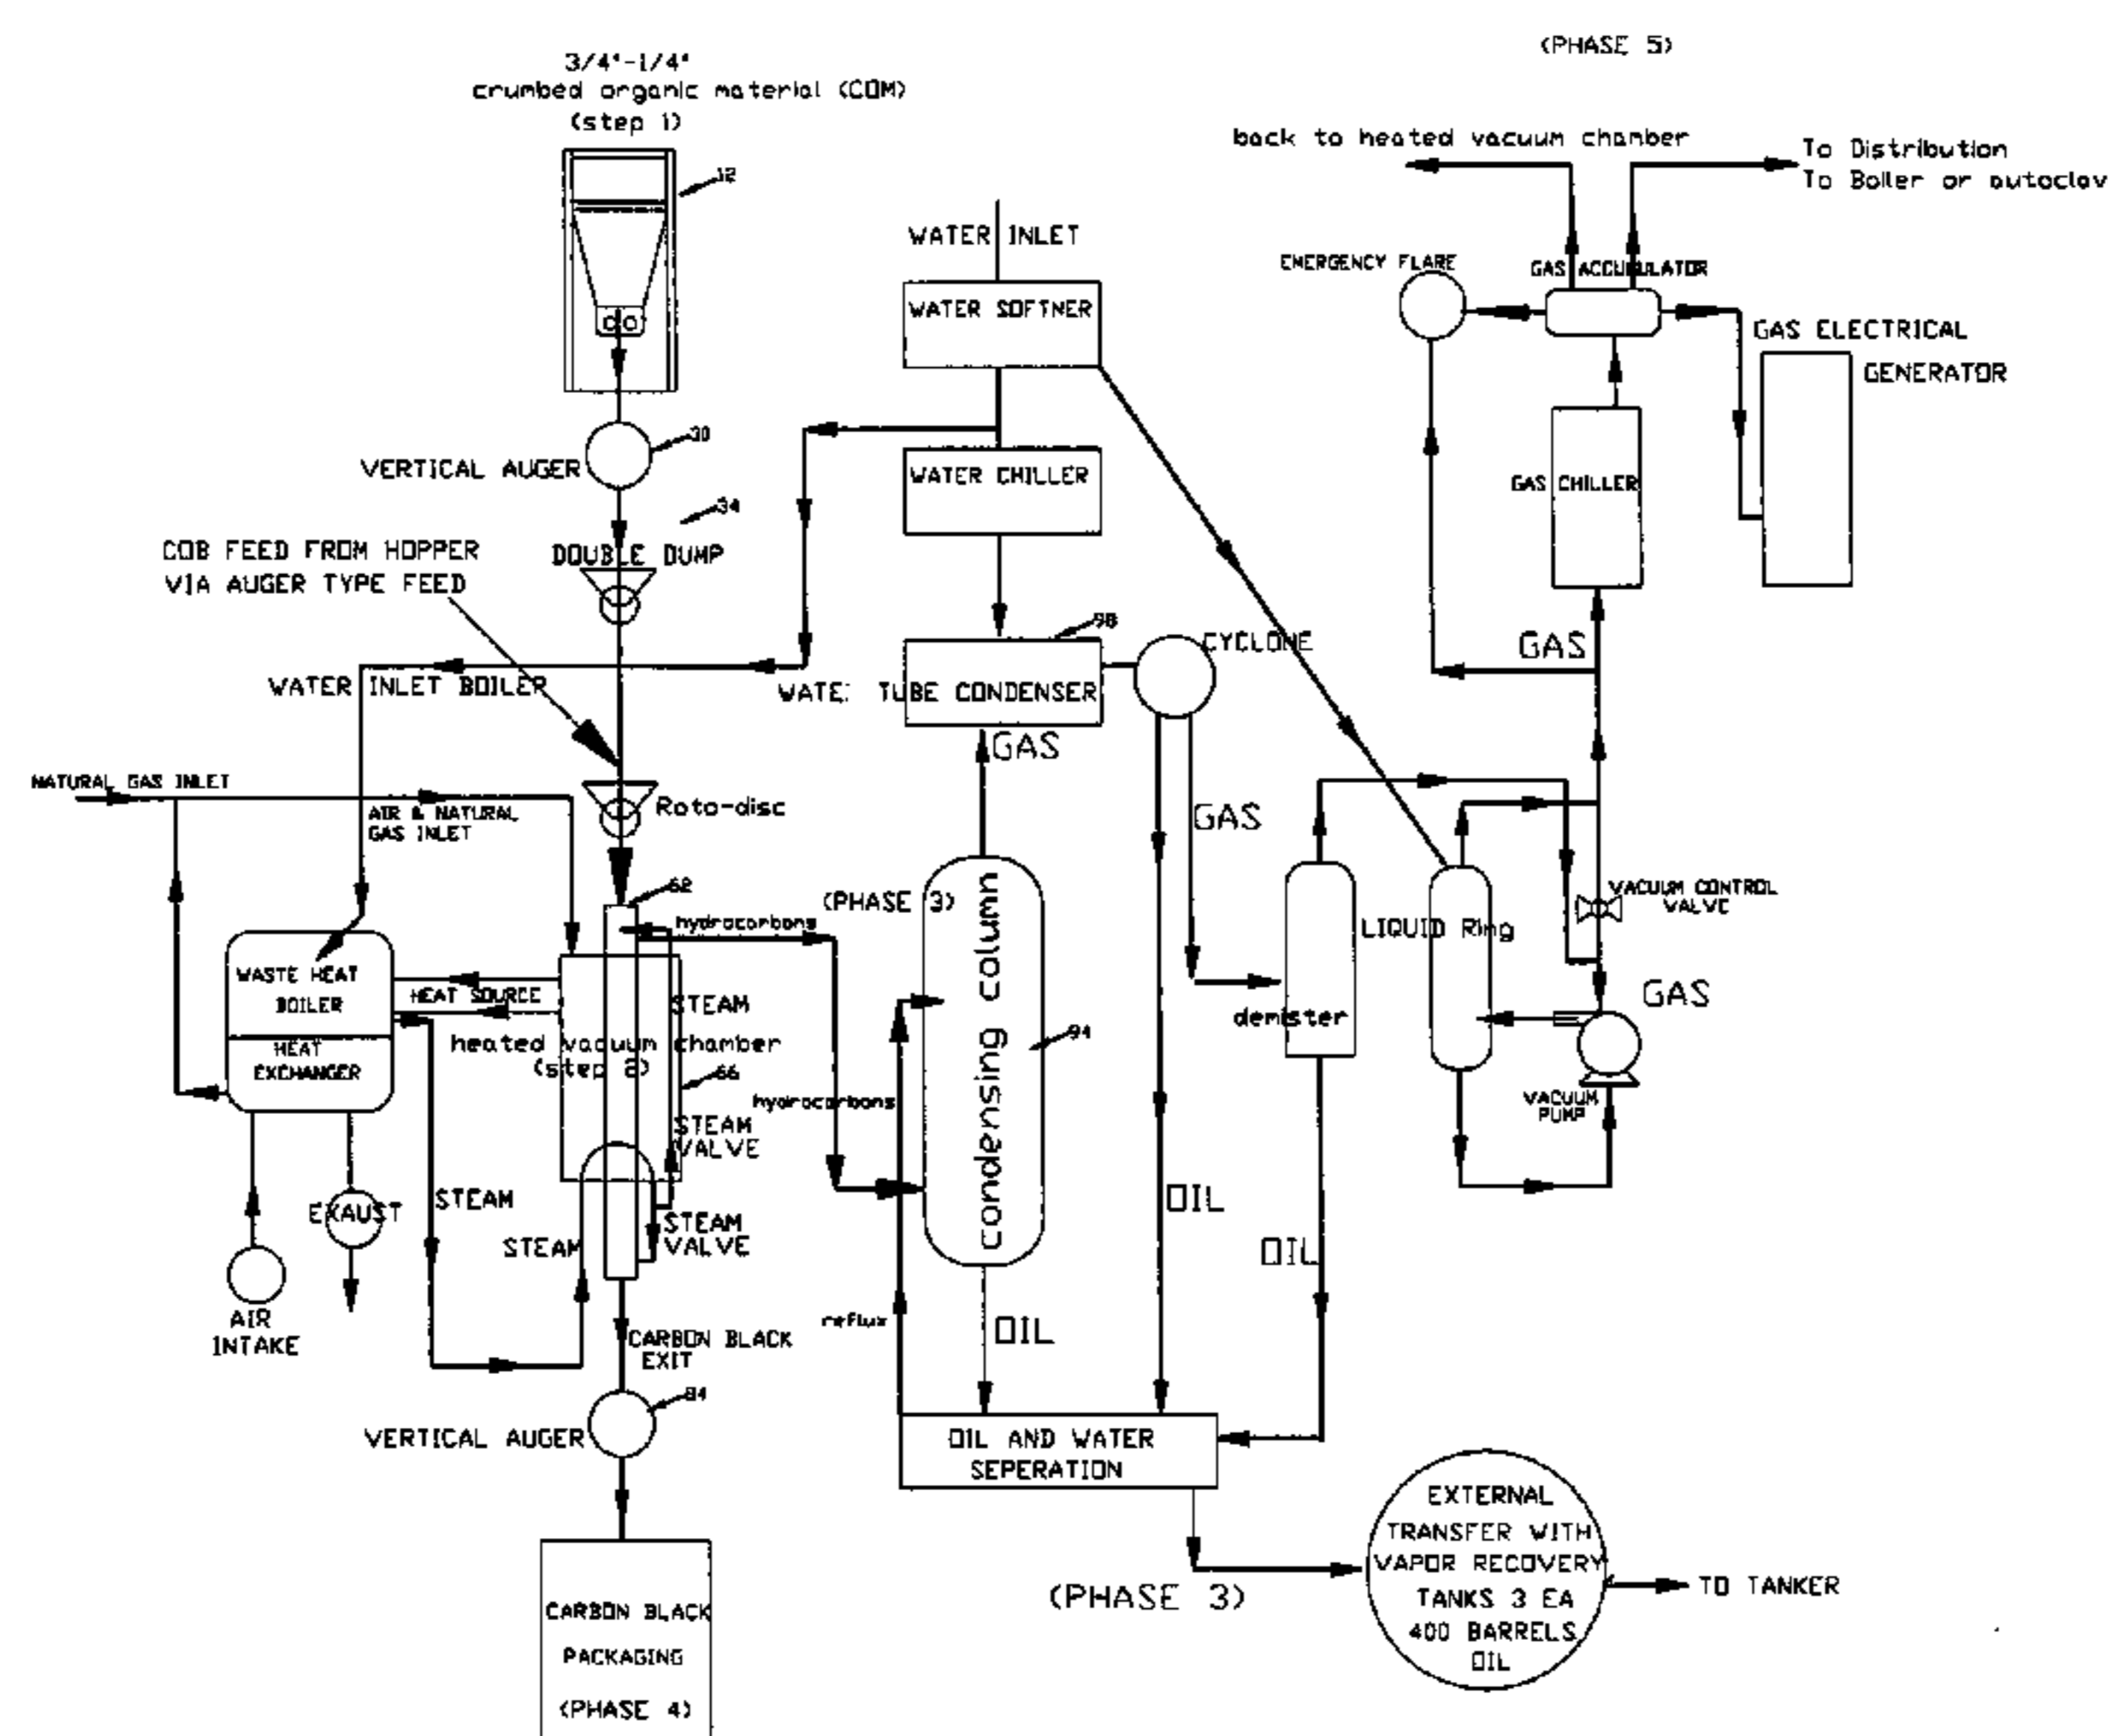 (PHASE 5)
3/4"-1/4"
crumbed organic material (COM)
(step 1)
back to heated vacuum chamber
To Distribution
To Boiler or autoclav
12
WATER INLET
EMERGENCY FLARE
GAS ACCUMULATOR
WATER SOFTNER
GAS ELECTRICAL
GENERATOR
30
VERTICAL AUGER
WATER CHILLER
GAS CHILLER
34
COB FEED FROM HOPPER
VIA AUGER TYPE FEED
DOUBLE DUMP
98
CYCLONE
GAS
WATER INLET BOILER
WATE
TUBE CONDENSER
GAS
NATURAL GAS INLET
AIR & NATURAL
GAS INLET
Roto-disc
GAS
62
(PHASE 3)
hydrocarbons
VACUUM CONTROL
VALVE
LIQUID Ring
condensing column
WASTE HEAT
BOILER
HEAT SOURCE
STEAM
GAS
demister
94
HEAT
EXCHANGER
heated vacuum chamber
(step 2)
66
hydrocarbons
VACUUM
PUMP
STEAM
VALVE
EXAUST
STEAM
STEAM
STEAM
VALVE
OIL
OIL
AIR
INTAKE
reflux
OIL
CARBON BLACK
EXIT
84
VERTICAL AUGER
OIL AND WATER
SEPERATION
EXTERNAL
TRANSFER WITH
VAPOR RECOVERY
TANKS 3 EA
400 BARRELS
OIL
TO TANKER
(PHASE 3)
CARBON BLACK
PACKAGING
(PHASE 4)